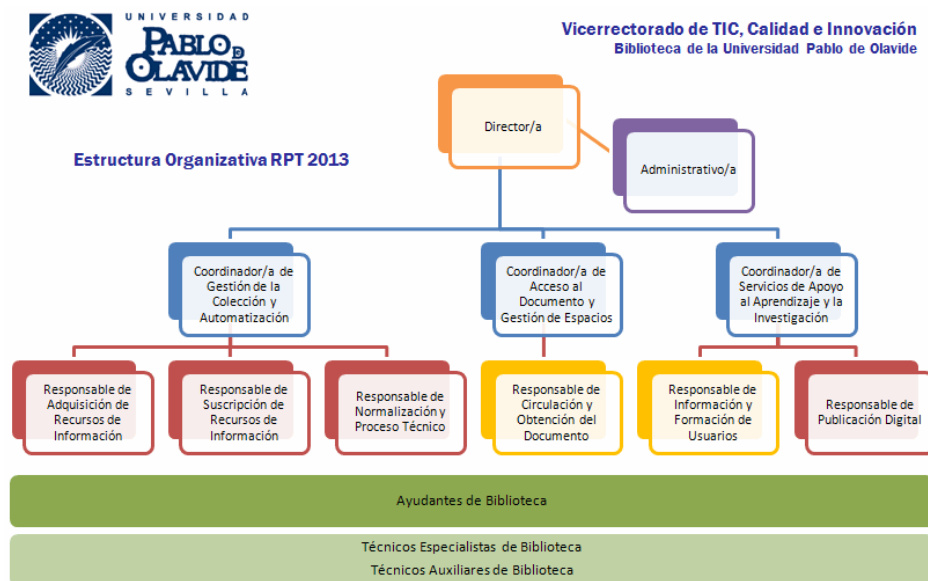 UNIVERSIDAD
PABLO DE
OLAVIDE
SEVILLA
Vicerrectorado de TIC, Calidad e Innovación
Biblioteca de la Universidad Pablo de Olavide
Estructura Organizativa RPT 2013
Director/a
Administrativo/a
Coordinador/a de
Gestión de la
Colección y
Automatización
Coordinador/a de
Acceso al
Documento y
Gestión de Espacios
Coordinador/a de
Servicios de Apoyo
al Aprendizaje y la
Investigación
Responsable de
Adquisición de
Recursos de
Información
Responsable de
Suscripción de
Recursos de
Información
Responsable de
Normalización y
Proceso Técnico
Responsable de
Circulación y
Obtención del
Documento
Responsable de
Información y
Formación de
Usuarios
Responsable de
Publicación Digital
Ayudantes de Biblioteca
Técnicos Especialistas de Biblioteca
Técnicos Auxiliares de Biblioteca